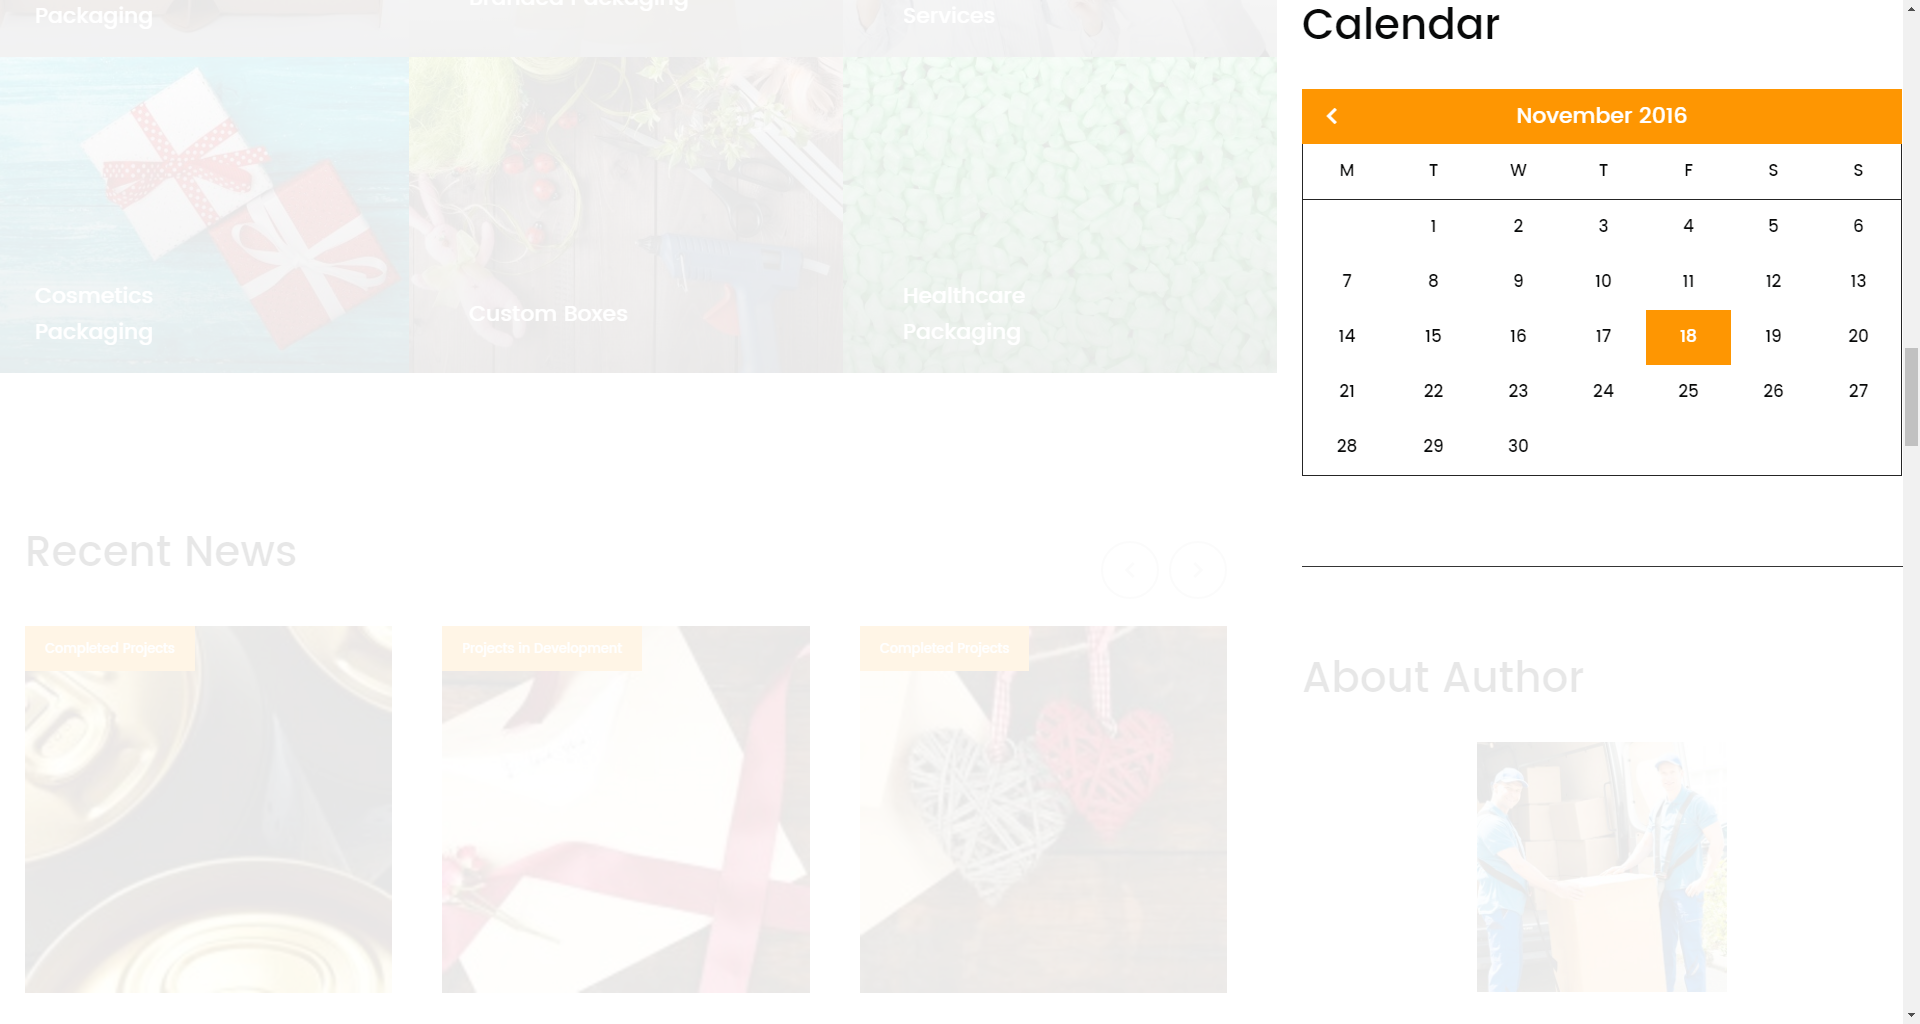 Packaging
Branded Packaging
Services
Cosmetics
Packaging
Custom Boxes
Healthcare
Packaging
Recent News
Completed Projects
Projects in Development
Completed Projects
Calendar
November 2016
M T W T F S S
1 2 3 4 5 6
7 8 9 10 11 12 13
14 15 16 17 18 19 20
21 22 23 24 25 26 27
28 29 30
About Author